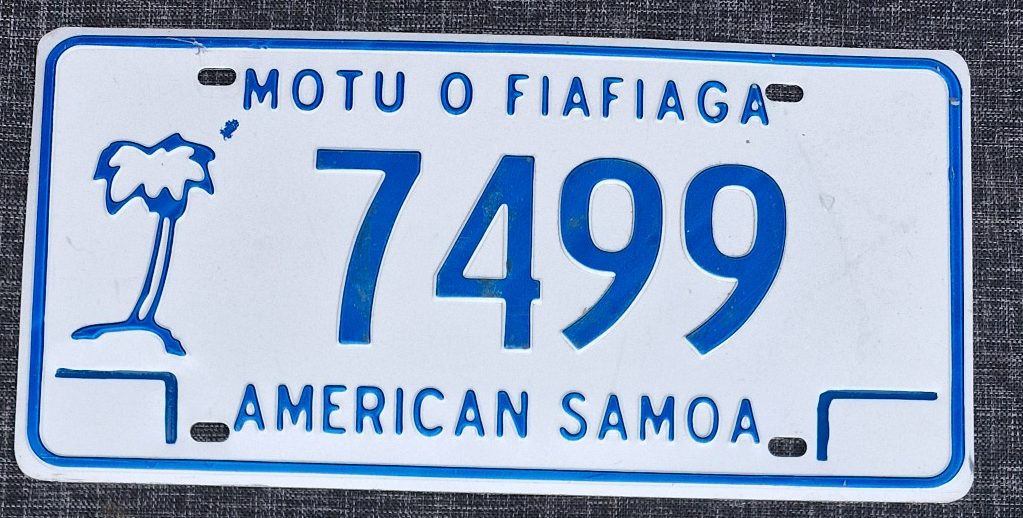 MOTU O FIAFIAGA
7499
AMERICAN SAMOA